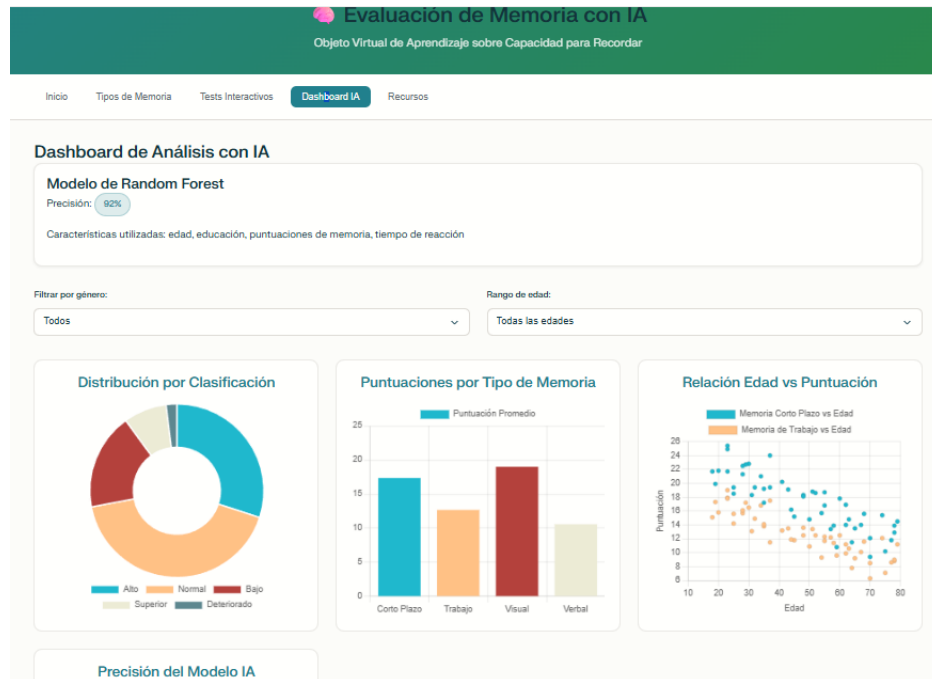 Evaluación de Memoria con IA
Objeto Virtual de Aprendizaje sobre Capacidad para Recordar
Inicio Tipos de Memoria Tests Interactivos Dashboard IA Recursos
Dashboard de Análisis con IA
Modelo de Random Forest
Precisión: 92%
Características utilizadas: edad, educación, puntuaciones de memoria, tiempo de reacción
Filtrar por género: Rango de edad:
Todos Todas las edades
Distribución por Clasificación
Alto Normal Bajo
Superior Deteriorado
Puntuaciones por Tipo de Memoria
Puntuación Promedio
25
20
15
10
5
0
Corto Plazo Trabajo Visual Verbal
Relación Edad vs Puntuación
Memoria Corto Plazo vs Edad
Memoria de Trabajo vs Edad
Puntuación
26
24
22
20
18
16
14
12
10
8
6
10 20 30 40 50 60 70 80
Edad
Precisión del Modelo IA